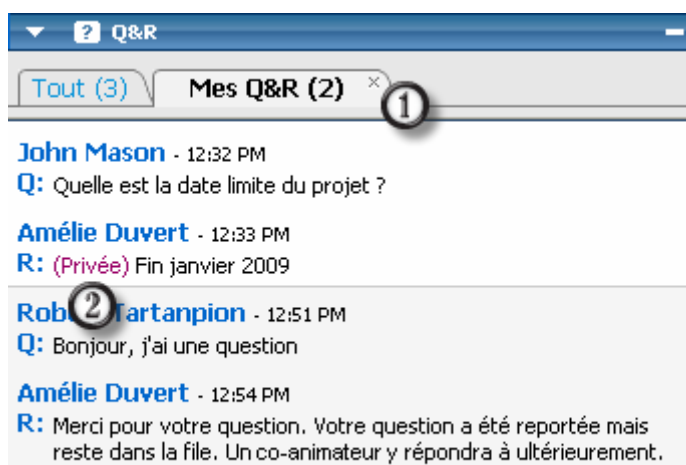 Q&R
Tout (3) Mes Q&R (2)
1
John Mason - 12:32 PM
Q: Quelle est la date limite du projet ?
Amélie Duvert - 12:33 PM
R: (Privée) Fin janvier 2009
2
Tartanpion - 12:51 PM
Q: Bonjour, j'ai une question
Amélie Duvert - 12:54 PM
R: Merci pour votre question. Votre question a été reportée mais
reste dans la file. Un co-animateur y répondra à ultérieurement.